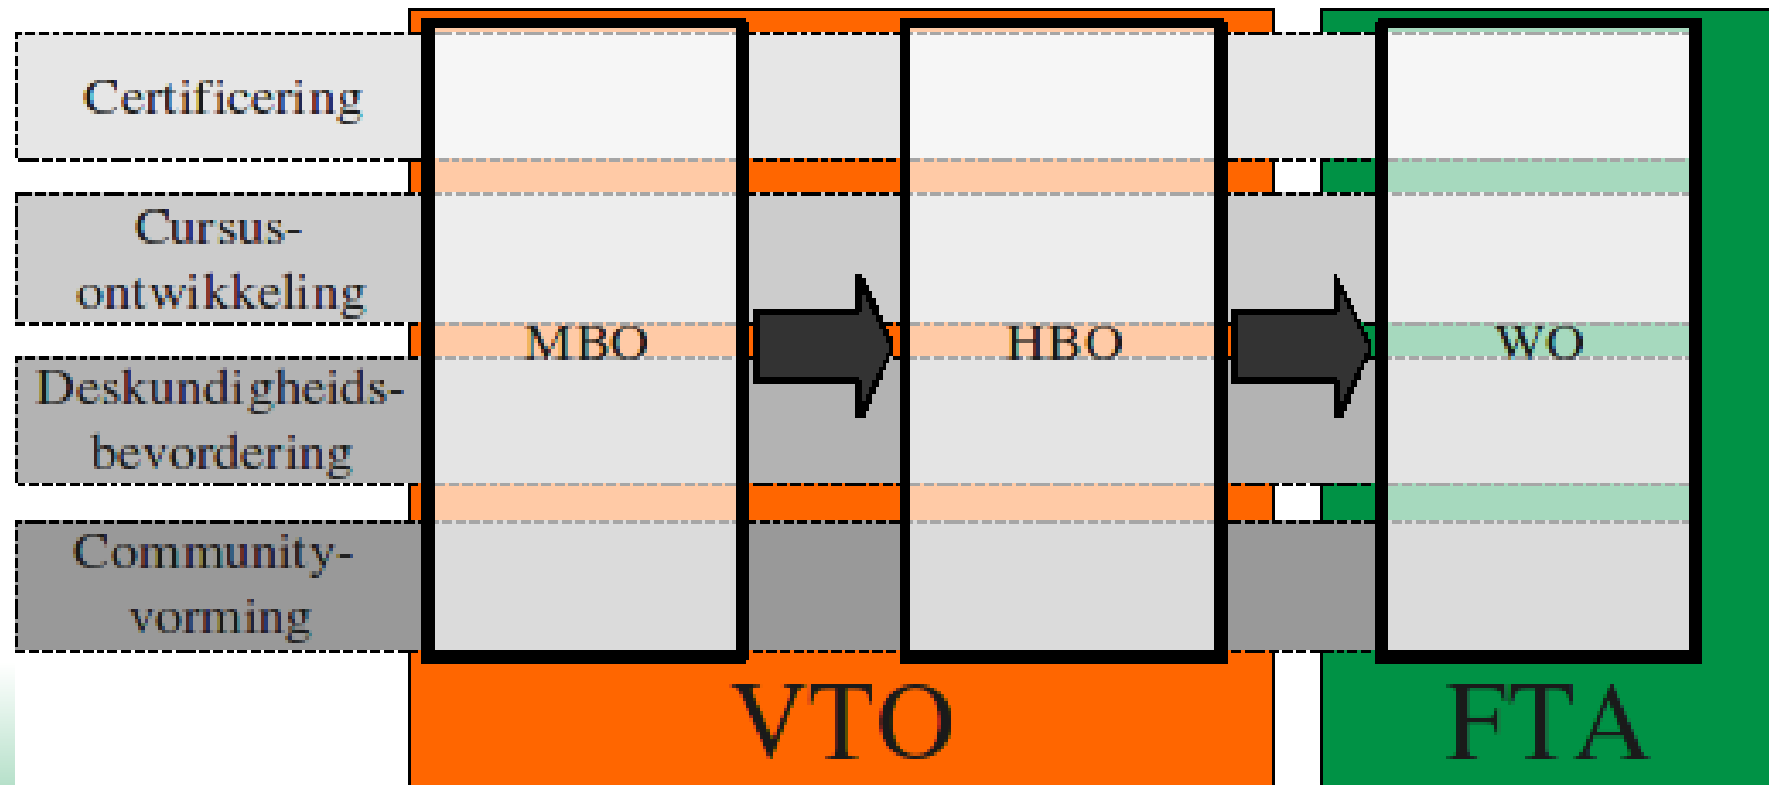 Certificering
Cursus-
ontwikkeling
Deskundigheids-
bevordering
Community-
vorming
MBO
HBO
WO
VTO
FTA